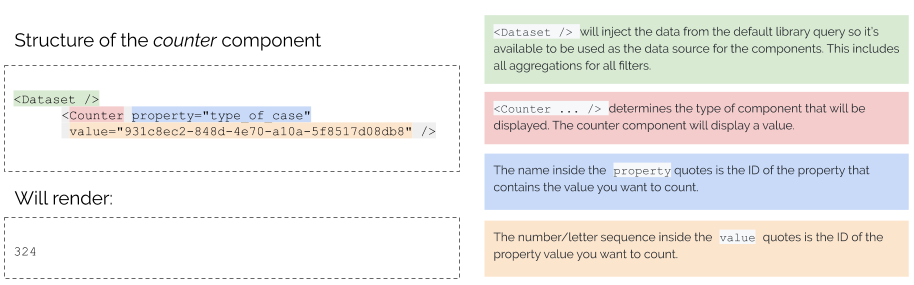 Structure of the counter component
<Dataset />
<Counter property="type_of_case"
value="931c8ec2-848d-4e70-a10a-5f8517d08db8" />
Will render:
324
<Dataset /> will inject the data from the default library query so it's
available to be used as the data source for the components. This includes
all aggregations for all filters.
<Counter ... /> determines the type of component that will be
displayed. The counter component will display a value.
The name inside the property quotes is the ID of the property that
contains the value you want to count.
The number/letter sequence inside the value quotes is the ID of the
property value you want to count.